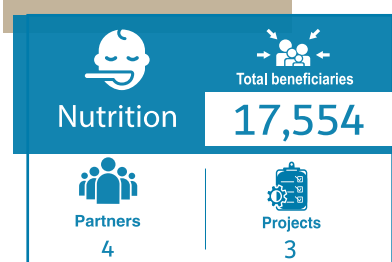 Total beneficiaries
Nutrition
17,554
Partners
4
Projects
3